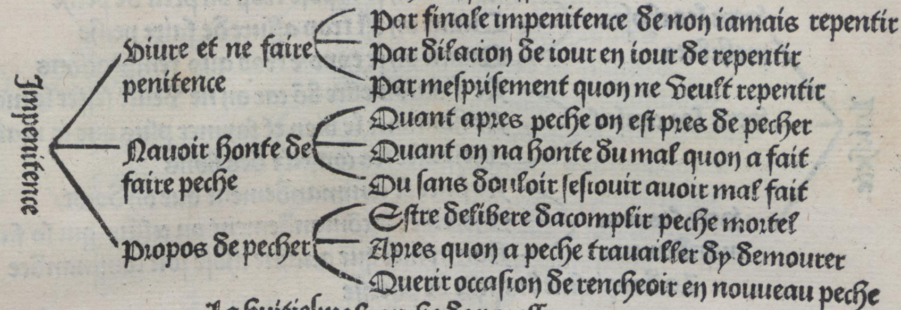 Impenitence
Viure et ne faire
penitence
Par finale impenitence de non iamais repentir
Par dilacion de iour en iour de repentir
Par mesprisement quon ne veult repentir
Nauoir honte de
faire peche
Quant apres peche on est pres de pecher
Quant on na honte du mal quon a fait
Ou sans douloir sesiouir auoir mal fait
Propos de pecher
Estre delibere dacomplir peche mortel
Apres quon a peche trauailler dy demourer
Querir occasion de rencheoir en nouueau peche